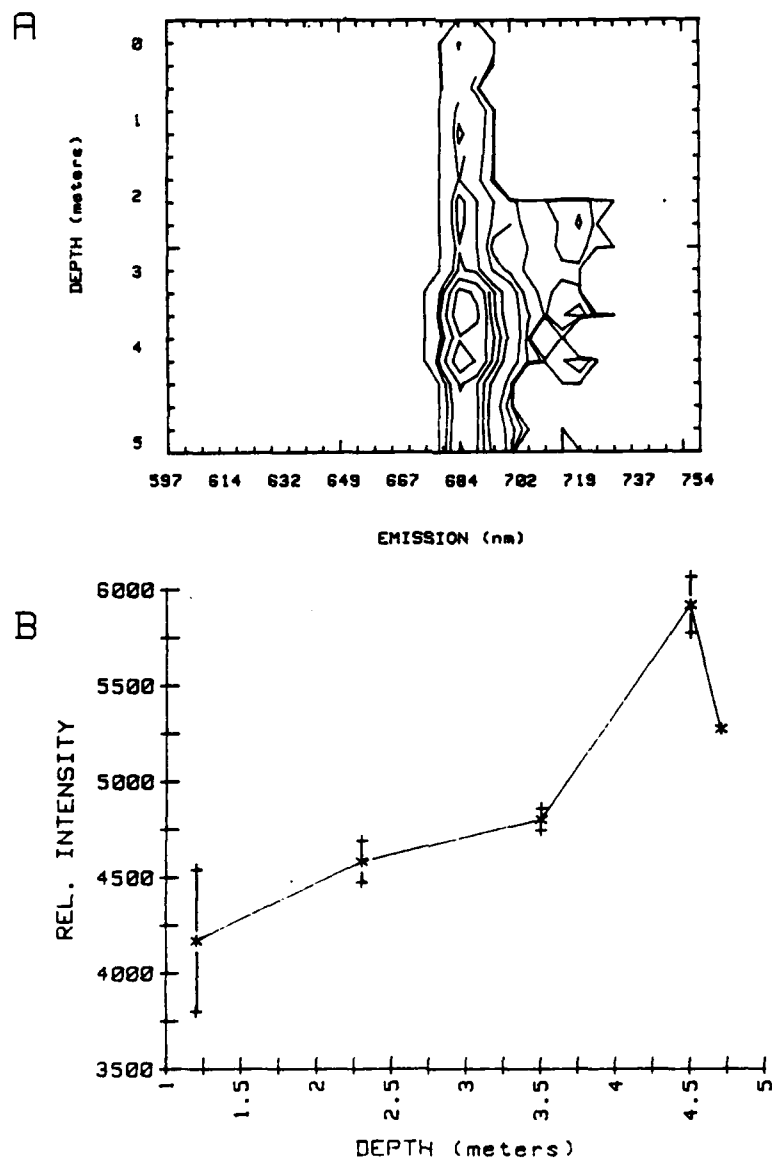 A
DEPTH (meters)
0
1
2
3
4
5
597 614 632 649 667 684 702 719 737 754
EMISSION (nm)
B
REL. INTENSITY
6000
5500
5000
4500
4000
3500
1 1.5 2 2.5 3 3.5 4 4.5 5
DEPTH (meters)